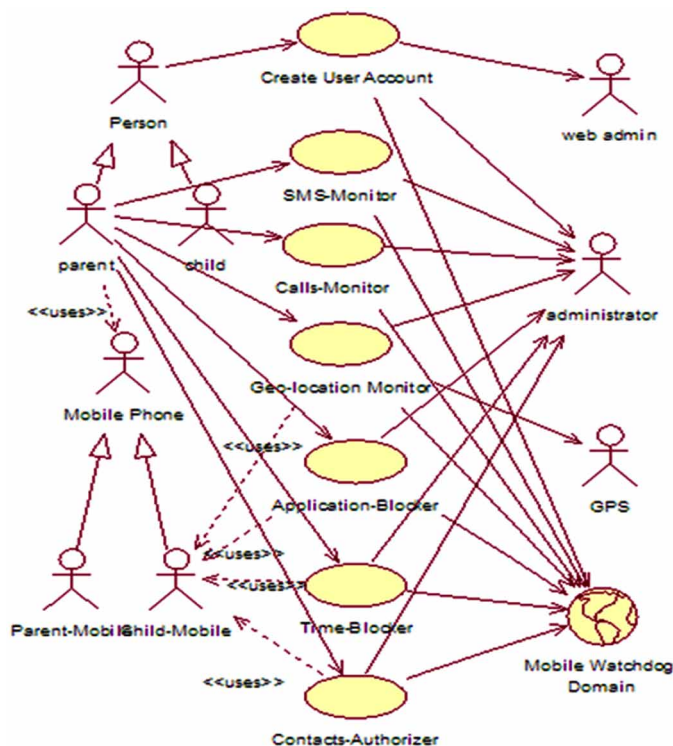 Create User Account
Person
web admin
SMS-Monitor
parent
child
Calls-Monitor
administrator
<<uses>>
Geo-location Monitor
Mobile Phone
<<uses>>
Application-Blocker
GPS
<<uses>>
<<uses>>
Parent-Mobile
Child-Mobile
Time-Blocker
Mobile Watchdog
Domain
<<uses>>
Contacts-Authorizer